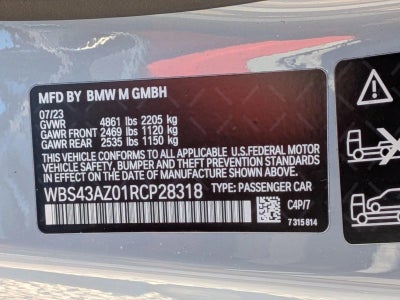 MFD BY BMW M GMBH
07/23
GVWR 4861 lbs 2205 kg
GAWR FRONT 2469 lbs 1120 kg
GAWR REAR 2535 lbs 1150 kg
THIS VEHICLE CONFORMS TO ALL APPLICABLE U.S.FEDERAL MOTOR
VEHICLE SAFETY, BUMPER AND THEFT PREVENTION STANDARDS
IN EFFECT ON THE DATE OF MANUFACTURE SHOWN ABOVE.
WBS43AZ01RCP28318 TYPE: PASSENGER CAR
C4P/7
7 315 814